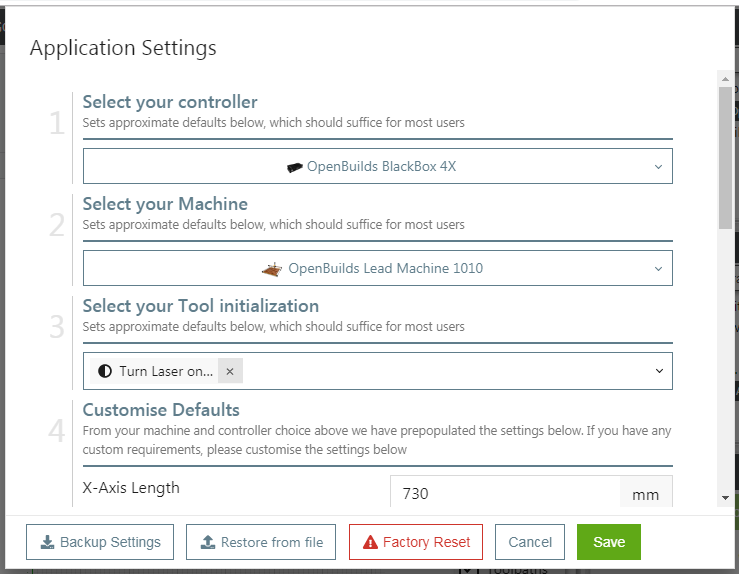 Application Settings
1
Select your controller
Sets approximate defaults below, which should suffice for most users
OpenBuilds BlackBox 4X
2
Select your Machine
Sets approximate defaults below, which should suffice for most users
OpenBuilds Lead Machine 1010
3
Select your Tool initialization
Sets approximate defaults below, which should suffice for most users
Turn Laser on... ×
4
Customise Defaults
From your machine and controller choice above we have prepopulated the settings below. If you have any
custom requirements, please customise the settings below
X-Axis Length 730 mm
Backup Settings Restore from file Factory Reset Cancel Save
Toolpaths